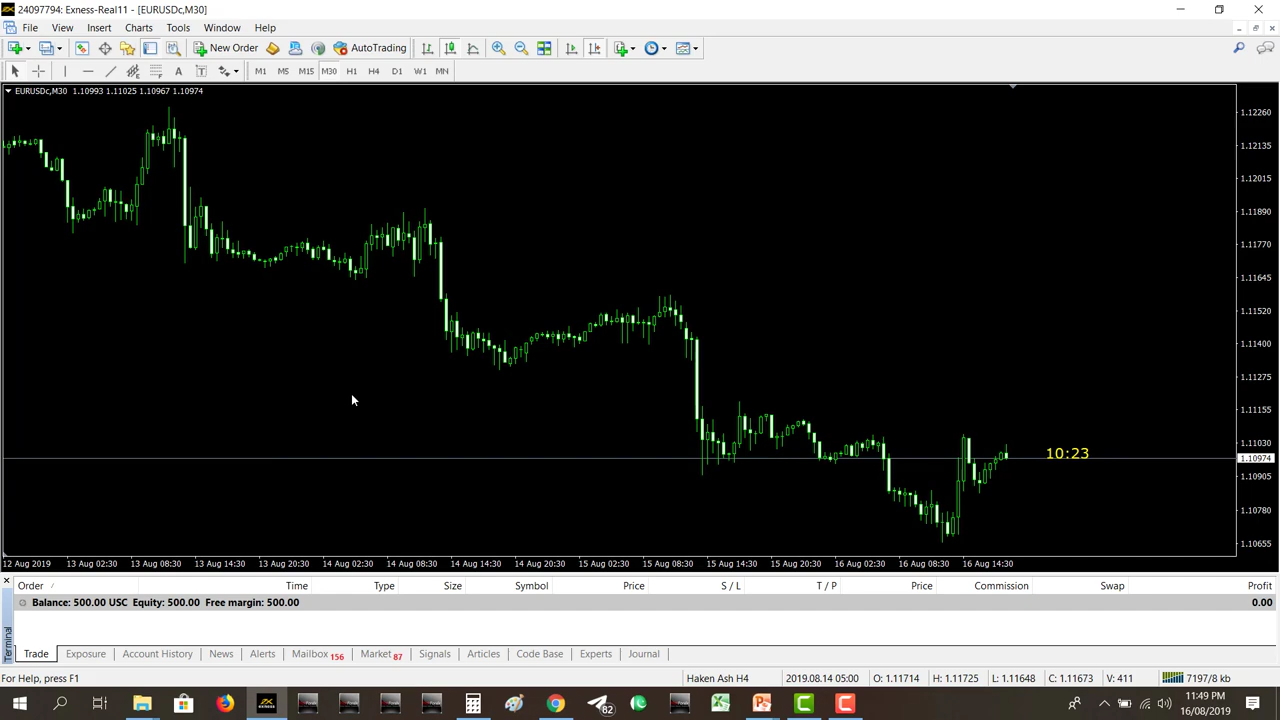 24097794: Exness-Real11 - [EURUSDc,M30]
File View Insert Charts Tools Window Help
New Order AutoTrading
A T M1 M5 M15 M30 H1 H4 D1 W1 MN
EURUSDc,M30 1.10993 1.11025 1.10967 1.10974
1.12260
1.12135
1.12015
1.11890
1.11770
1.11645
1.11520
1.11400
1.11275
1.11155
1.11030
10:23
1.10974
1.10905
1.10780
1.10655
12 Aug 2019 13 Aug 02:30 13 Aug 08:30 13 Aug 14:30 13 Aug 20:30 14 Aug 02:30 14 Aug 08:30 14 Aug 14:30 14 Aug 20:30 15 Aug 02:30 15 Aug 08:30 15 Aug 14:30 15 Aug 20:30 16 Aug 02:30 16 Aug 08:30 16 Aug 14:30
Order Time Type Size Symbol Price S / L T / P Price Commission Swap Profit
Balance: 500.00 USC Equity: 500.00 Free margin: 500.00 0.00
Terminal
Trade Exposure Account History News Alerts Mailbox 156 Market 87 Signals Articles Code Base Experts Journal
For Help, press F1 Haken Ash H4 2019.08.14 05:00 O: 1.11714 H: 1.11725 L: 1.11648 C: 1.11673 V: 411 7197/8 kb
82
11:49 PM
16/08/2019